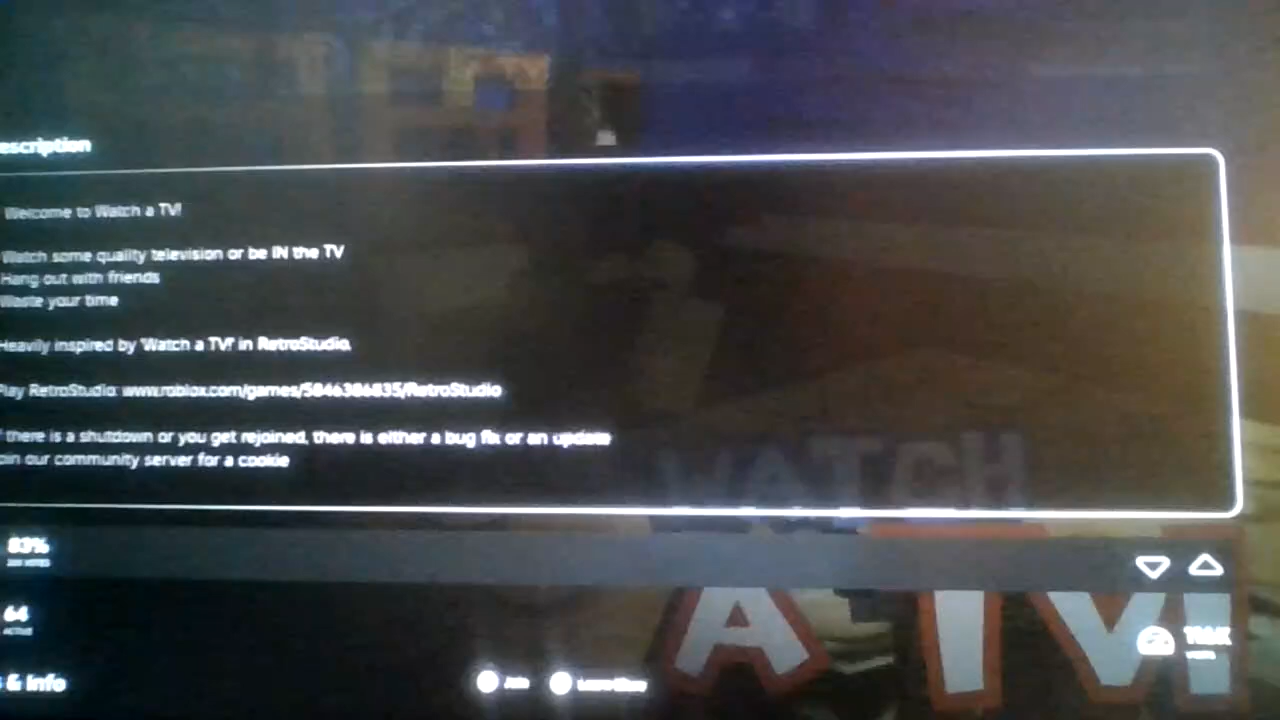 escription
Welcome to Watch a TV!
Watch some quality television or be IN the TV
Hang out with friends
Waste your time
Heavily inspired by 'Watch a TV!' in RetroStudio.
Play RetroStudio: www.roblox.com/games/5846386835/RetroStudio
f there is a shutdown or you get rejoined, there is either a bug fix or an update
oin our community server for a cookie
WATCH
83%
64
ACTIVE
A TV!
s & Info
Join